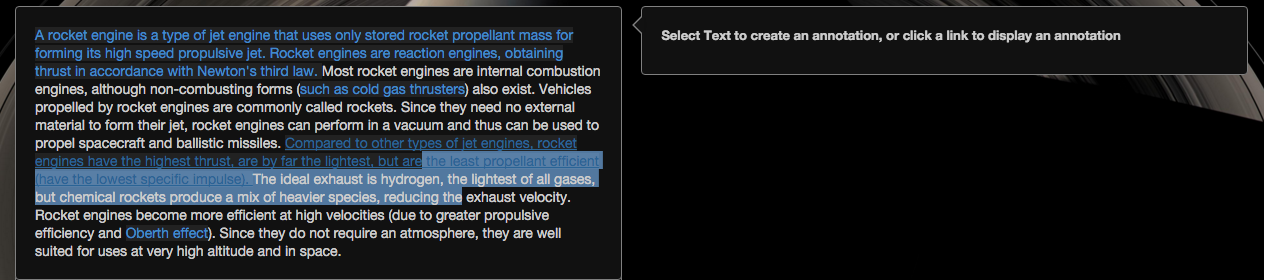 A rocket engine is a type of jet engine that uses only stored rocket propellant mass for
forming its high speed propulsive jet. Rocket engines are reaction engines, obtaining
thrust in accordance with Newton's third law. Most rocket engines are internal combustion
engines, although non-combusting forms (such as cold gas thrusters) also exist. Vehicles
propelled by rocket engines are commonly called rockets. Since they need no external
material to form their jet, rocket engines can perform in a vacuum and thus can be used to
propel spacecraft and ballistic missiles. Compared to other types of jet engines, rocket
engines have the highest thrust, are by far the lightest, but are the least propellant efficient
(have the lowest specific impulse). The ideal exhaust is hydrogen, the lightest of all gases,
but chemical rockets produce a mix of heavier species, reducing the exhaust velocity.
Rocket engines become more efficient at high velocities (due to greater propulsive
efficiency and Oberth effect). Since they do not require an atmosphere, they are well
suited for uses at very high altitude and in space.
Select Text to create an annotation, or click a link to display an annotation